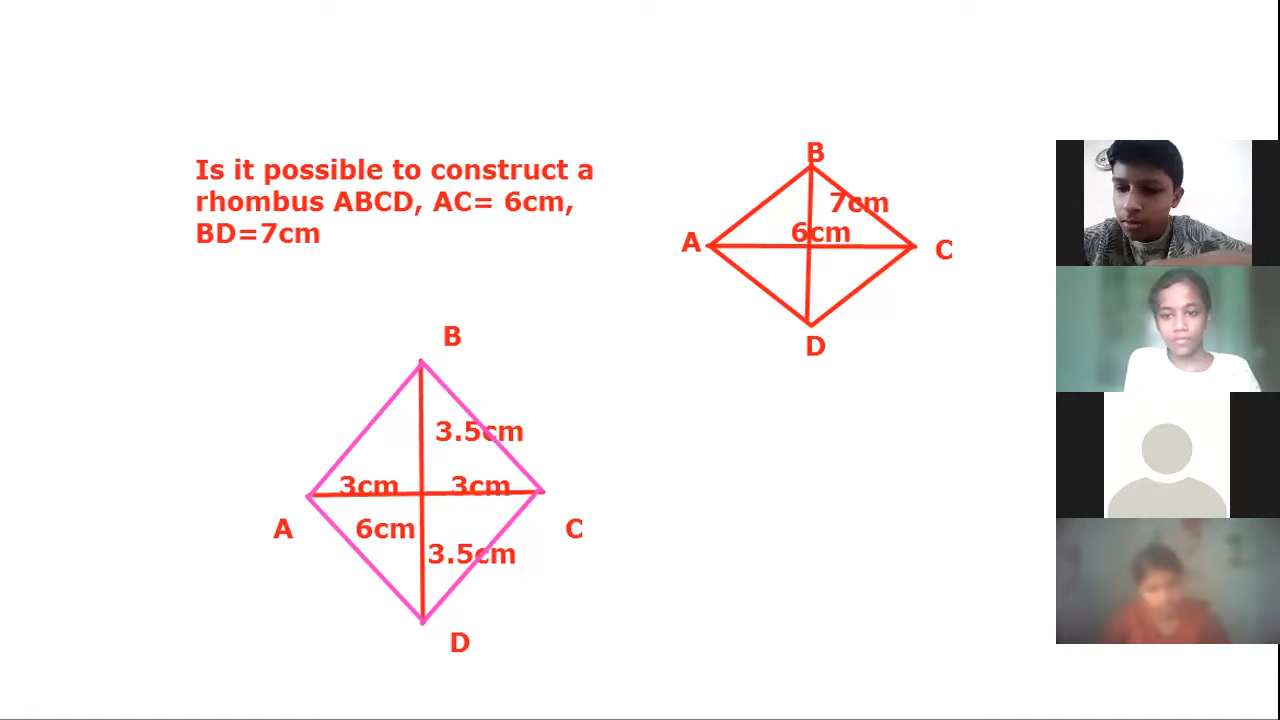 Is it possible to construct a
rhombus ABCD, AC= 6cm,
BD=7cm
B
7cm
6cm
A
C
D
B
3.5cm
3cm
3cm
A
6cm
C
3.5cm
D